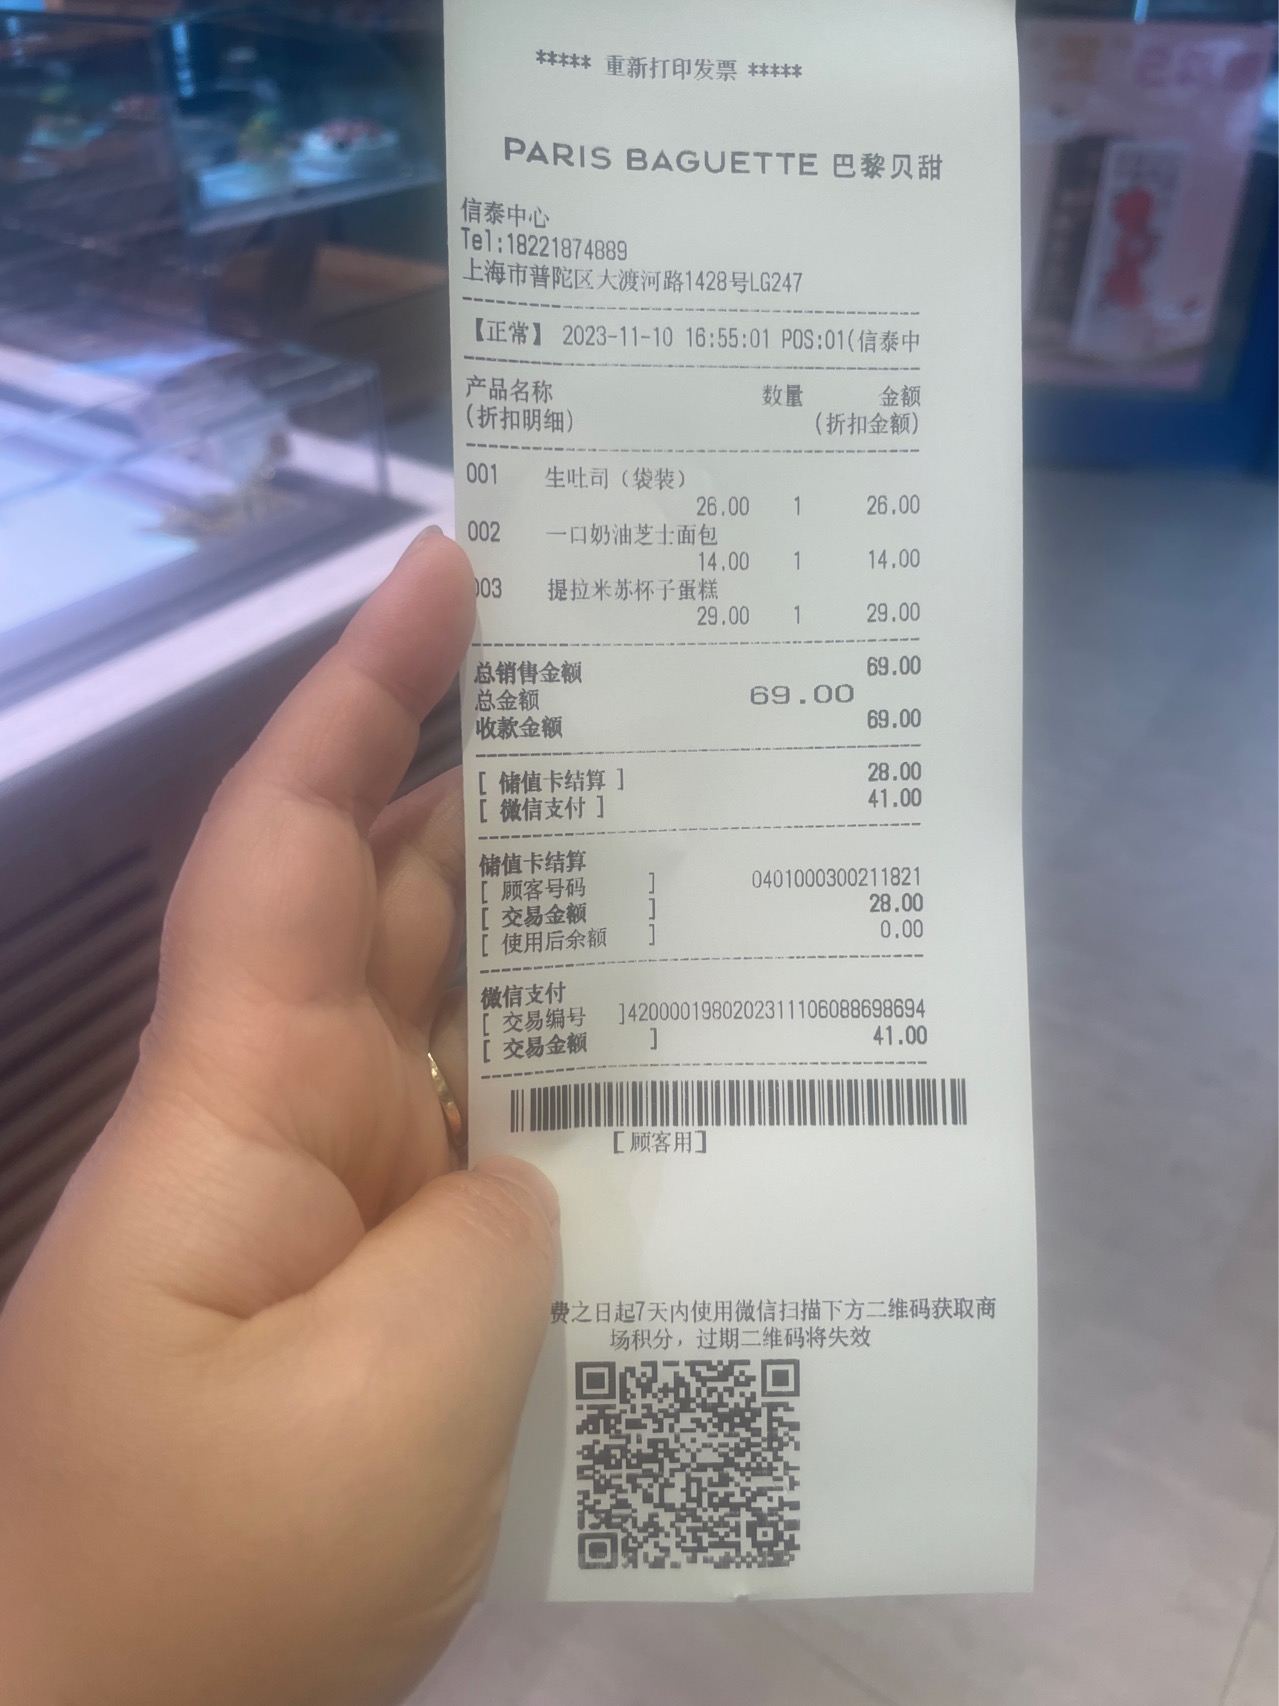 ***** 重新打印发票 *****
PARIS BAGUETTE 巴黎贝甜
信泰中心
Tel:18221874889
上海市普陀区大渡河路1428号LG247
【正常】 2023-11-10 16:55:01 POS:01(信泰中
产品名称 数量 金额
(折扣明细) (折扣金额)
001 生吐司（袋装）
26.00 1 26.00
002 一口奶油芝士面包
14.00 1 14.00
003 提拉米苏杯子蛋糕
29.00 1 29.00
总销售金额 69.00
总金额 69.00
收款金额 69.00
[ 储值卡结算 ] 28.00
[ 微信支付 ] 41.00
储值卡结算
[ 顾客号码 ] 0401000300211821
[ 交易金额 ] 28.00
[ 使用后余额 ] 0.00
微信支付
[ 交易编号 ]4200001980202311106088698694
[ 交易金额 ] 41.00
[ 顾客用]
费之日起7天内使用微信扫描下方二维码获取商
场积分，过期二维码将失效